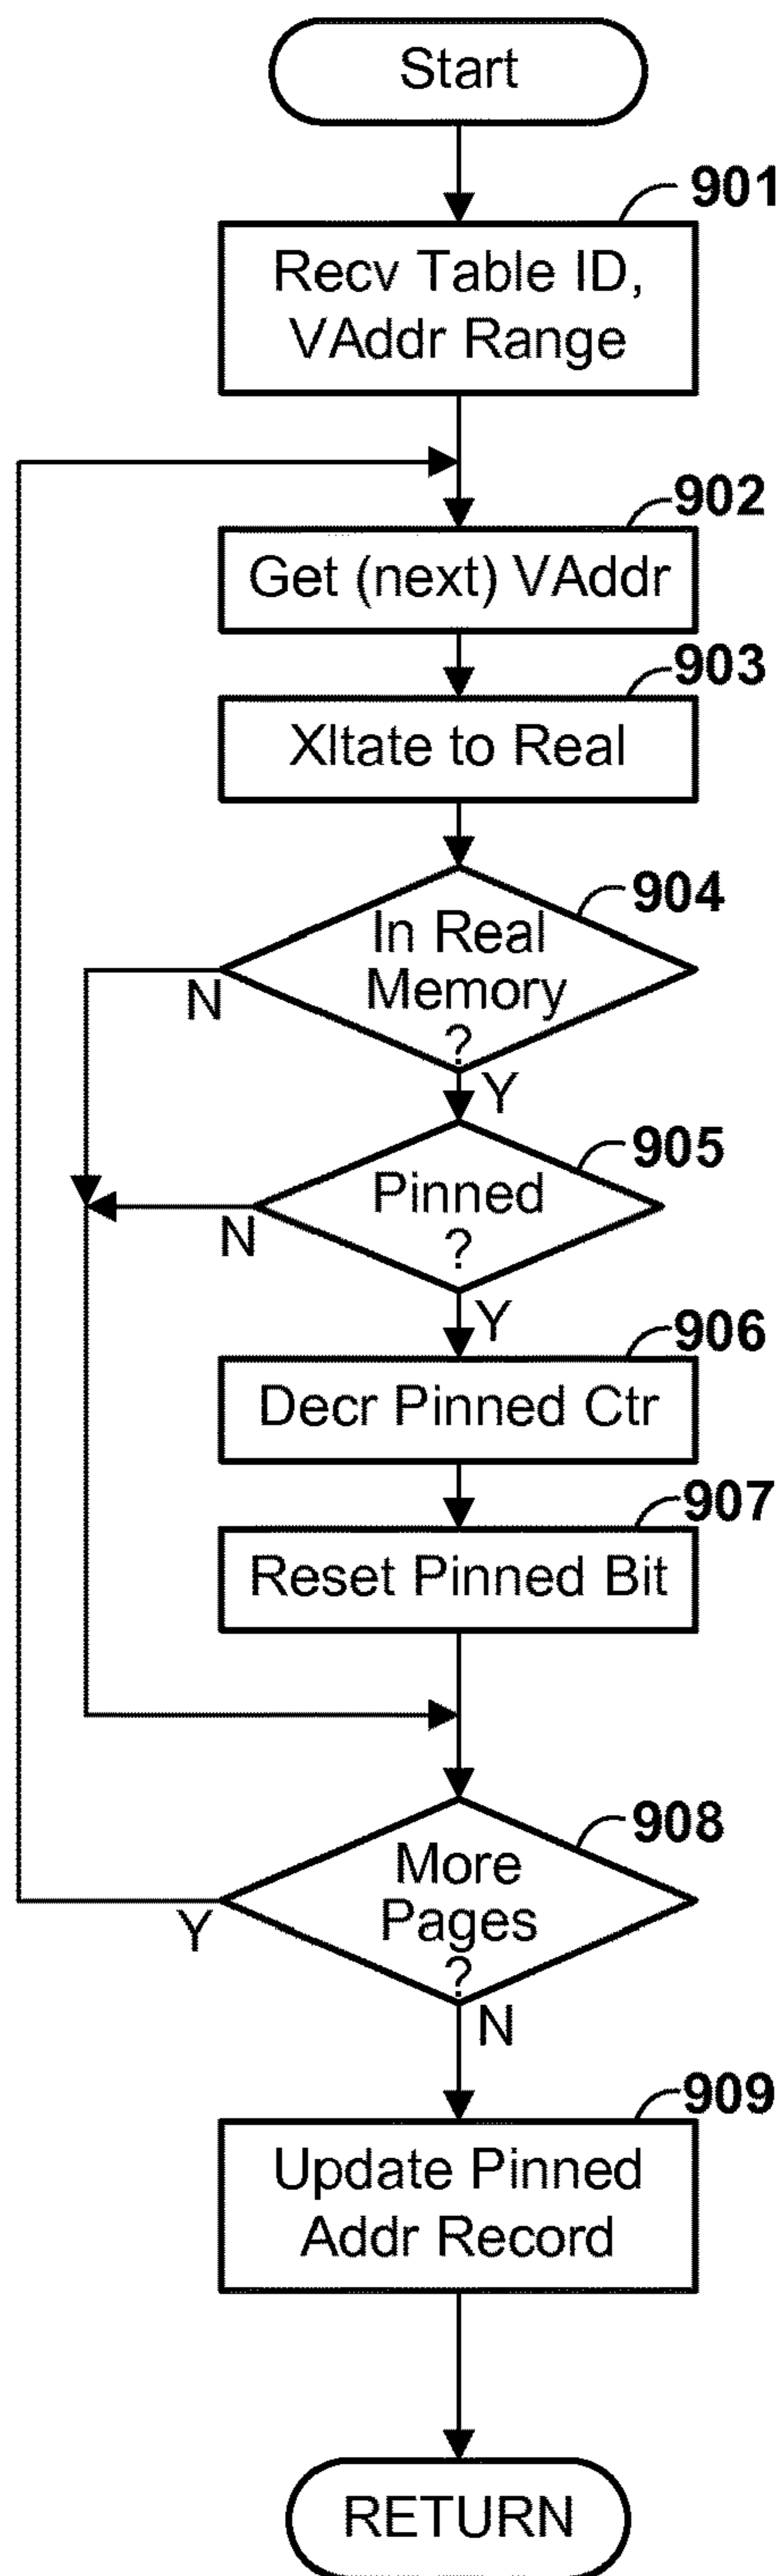 Start
901
Recv Table ID,
VAddr Range
902
Get (next) VAddr
903
Xltate to Real
904
In Real
Memory
?
N
Y
905
Pinned
?
N
Y
906
Decr Pinned Ctr
907
Reset Pinned Bit
908
More
Pages
?
Y
N
909
Update Pinned
Addr Record
RETURN